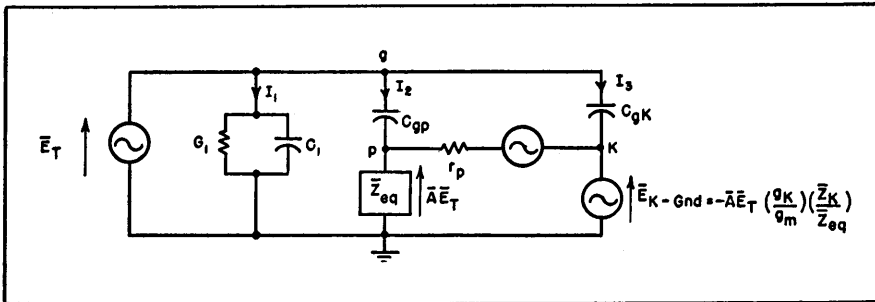 g
I₁
I₂
I₃
G₁
C₁
C_gp
C_gK
Ē_T
P
r_p
K
Z̄_eq
ĀĒ_T
Ē_K - Gnd = -ĀĒ_T (g_K/g_m)(Z̄_K/Z̄_eq)